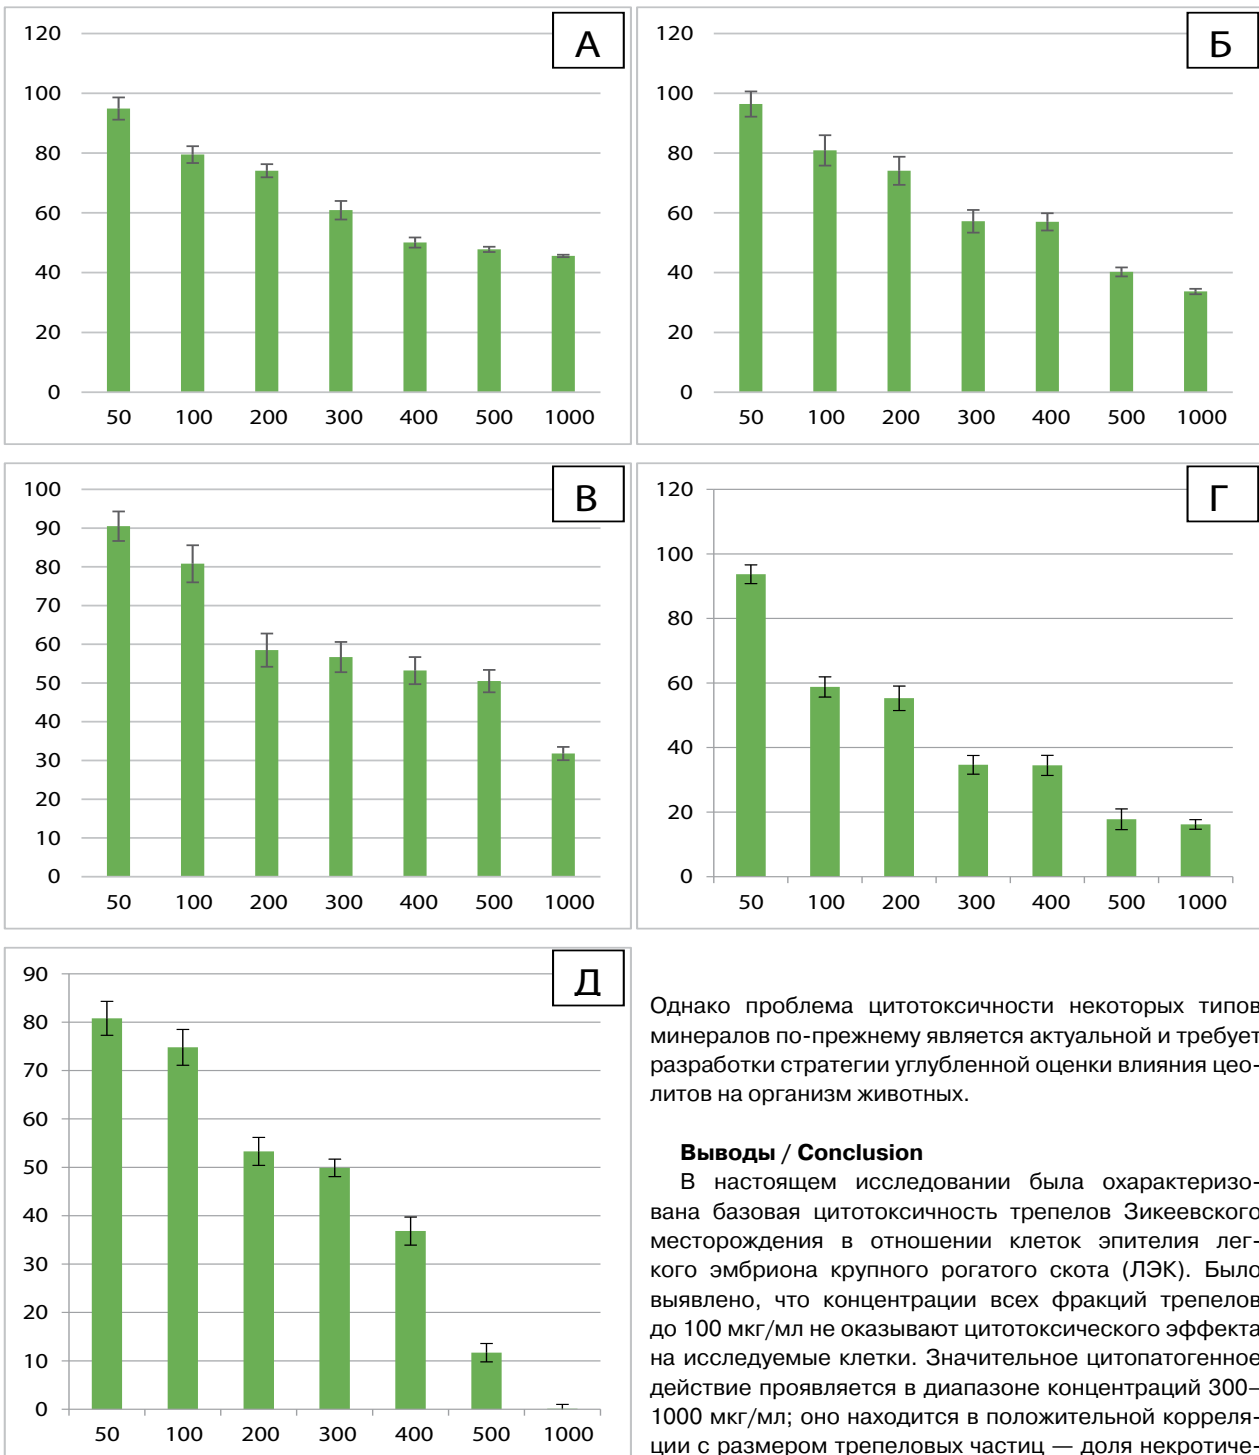 А
120
100
80
60
40
20
0
50 100 200 300 400 500 1000
Б
120
100
80
60
40
20
0
50 100 200 300 400 500 1000
В
100
90
80
70
60
50
40
30
20
10
0
50 100 200 300 400 500 1000
Г
120
100
80
60
40
20
0
50 100 200 300 400 500 1000
Д
90
80
70
60
50
40
30
20
10
0
50 100 200 300 400 500 1000
Однако проблема цитотоксичности некоторых типов
минералов по-прежнему является актуальной и требует
разработки стратегии углубленной оценки влияния цео-
литов на организм животных.
Выводы / Conclusion
В настоящем исследовании была охарактеризо-
вана базовая цитотоксичность трепелов Зикеевского
месторождения в отношении клеток эпителия лег-
кого эмбриона крупного рогатого скота (ЛЭК). Было
выявлено, что концентрации всех фракций трепелов
до 100 мкг/мл не оказывают цитотоксического эффекта
на исследуемые клетки. Значительное цитопатогенное
действие проявляется в диапазоне концентраций 300–
1000 мкг/мл; оно находится в положительной корреля-
ции с размером трепеловых частиц — доля некротиче-